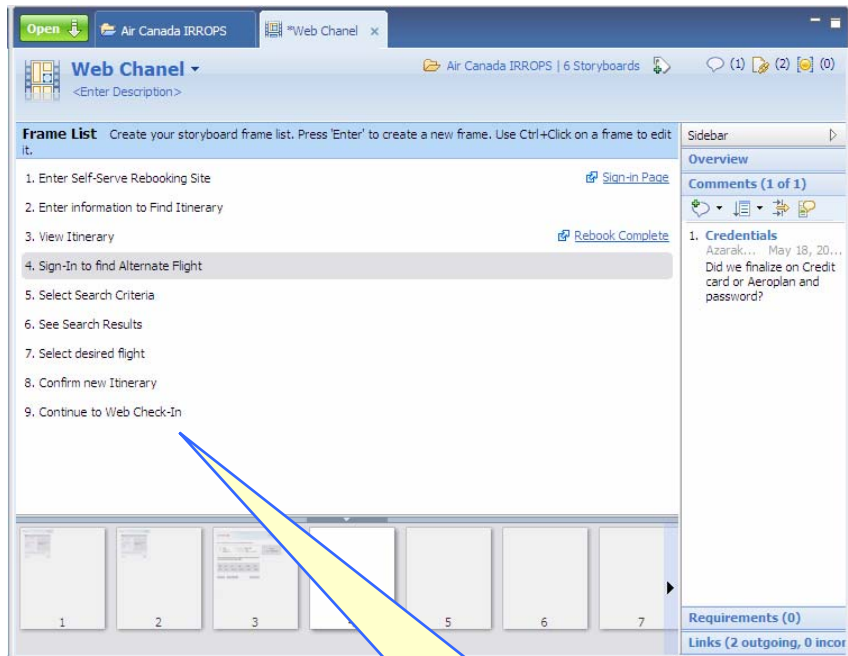 Open Air Canada IRROPS *Web Chanel x
Web Chanel Air Canada IRROPS | 6 Storyboards (1) (2) (0)
<Enter Description>
Frame List Create your storyboard frame list. Press 'Enter' to create a new frame. Use Ctrl+Click on a frame to edit
it.
Sidebar
Overview
1. Enter Self-Serve Rebooking Site Sign-in Page
Comments (1 of 1)
2. Enter information to Find Itinerary
3. View Itinerary Rebook Complete
4. Sign-In to find Alternate Flight
5. Select Search Criteria
6. See Search Results
7. Select desired flight
8. Confirm new Itinerary
9. Continue to Web Check-In
1. Credentials
Azarak... May 18, 20...
Did we finalize on Credit
card or Aeroplan and
password?
1 2 3 5 6 7
Requirements (0)
Links (2 outgoing, 0 incor